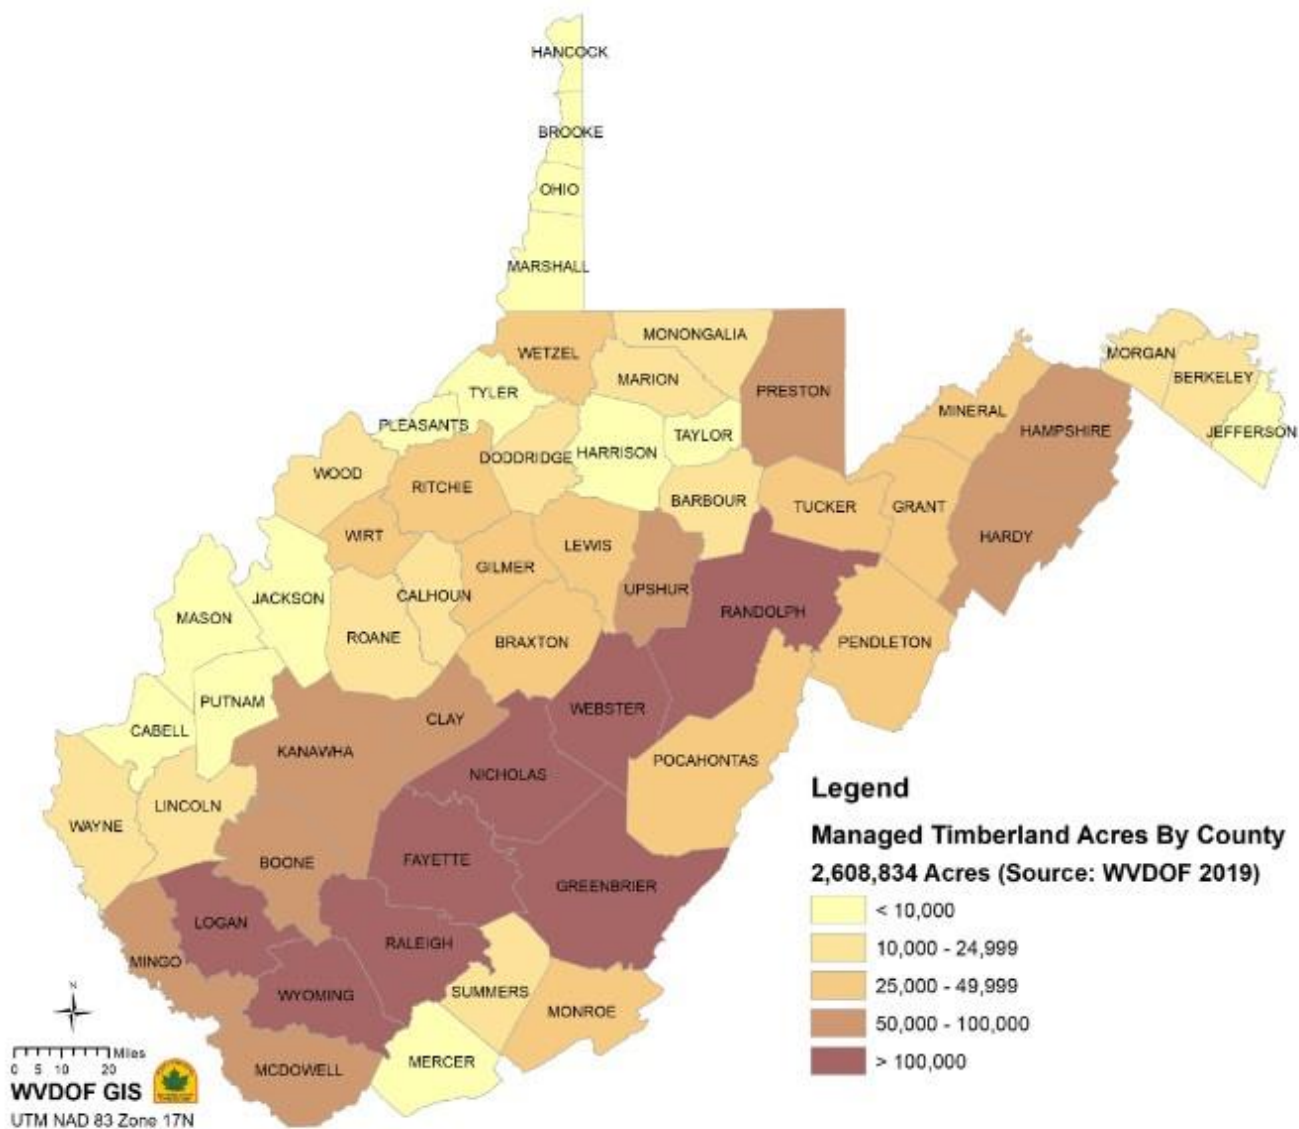 HANCOCK
BROOKE
OHIO
MARSHALL
WETZEL
MONONGALIA
MARION
PRESTON
MORGAN
BERKELEY
JEFFERSON
TYLER
PLEASANTS
MINERAL
HAMPSHIRE
TAYLOR
HARRISON
DODDRIDGE
WOOD
RITCHIE
BARBOUR
TUCKER
GRANT
HARDY
WIRT
LEWIS
GILMER
UPSHUR
CALHOUN
JACKSON
RANDOLPH
MASON
ROANE
BRAXTON
PENDLETON
PUTNAM
WEBSTER
CLAY
CABELL
KANAWHA
POCAHONTAS
NICHOLAS
LINCOLN
WAYNE
BOONE
FAYETTE
GREENBRIER
LOGAN
RALEIGH
MINGO
WYOMING
SUMMERS
MONROE
MERCER
MCDOWELL
Legend
Managed Timberland Acres By County
2,608,834 Acres (Source: WVDOF 2019)
< 10,000
10,000 - 24,999
25,000 - 49,999
50,000 - 100,000
> 100,000
N
Miles
0 5 10 20
WVDOF GIS
UTM NAD 83 Zone 17N